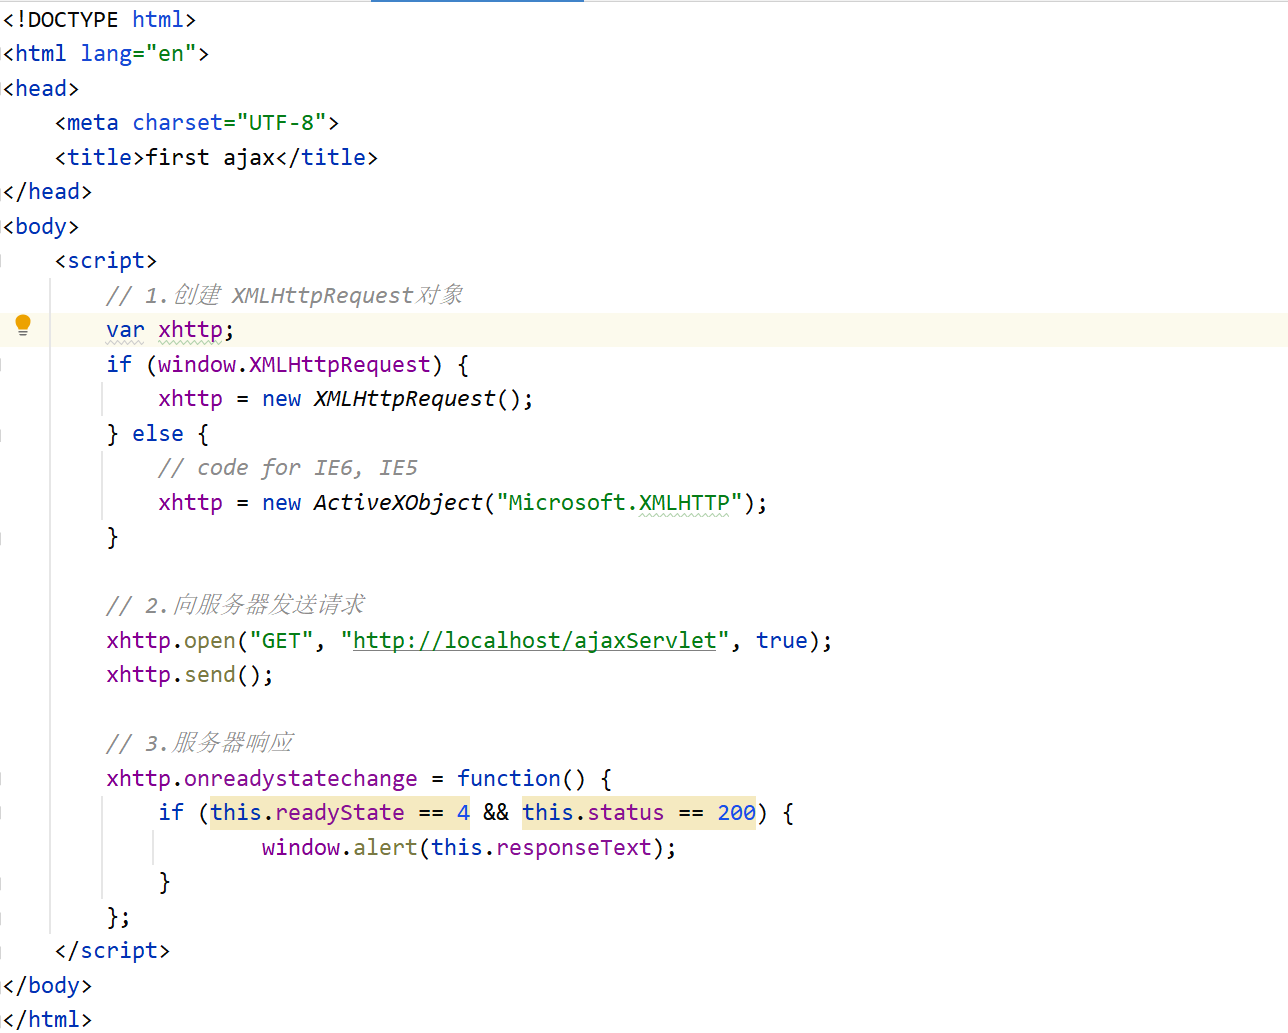 <!DOCTYPE html>
<html lang="en">
<head>
    <meta charset="UTF-8">
    <title>first ajax</title>
</head>
<body>
    <script>
        // 1.创建 XMLHttpRequest对象
        var xhttp;
        if (window.XMLHttpRequest) {
            xhttp = new XMLHttpRequest();
        } else {
            // code for IE6, IE5
            xhttp = new ActiveXObject("Microsoft.XMLHTTP");
        }

        // 2.向服务器发送请求
        xhttp.open("GET", "http://localhost/ajaxServlet", true);
        xhttp.send();

        // 3.服务器响应
        xhttp.onreadystatechange = function() {
            if (this.readyState == 4 && this.status == 200) {
                    window.alert(this.responseText);
            }
        };
    </script>
</body>
</html>